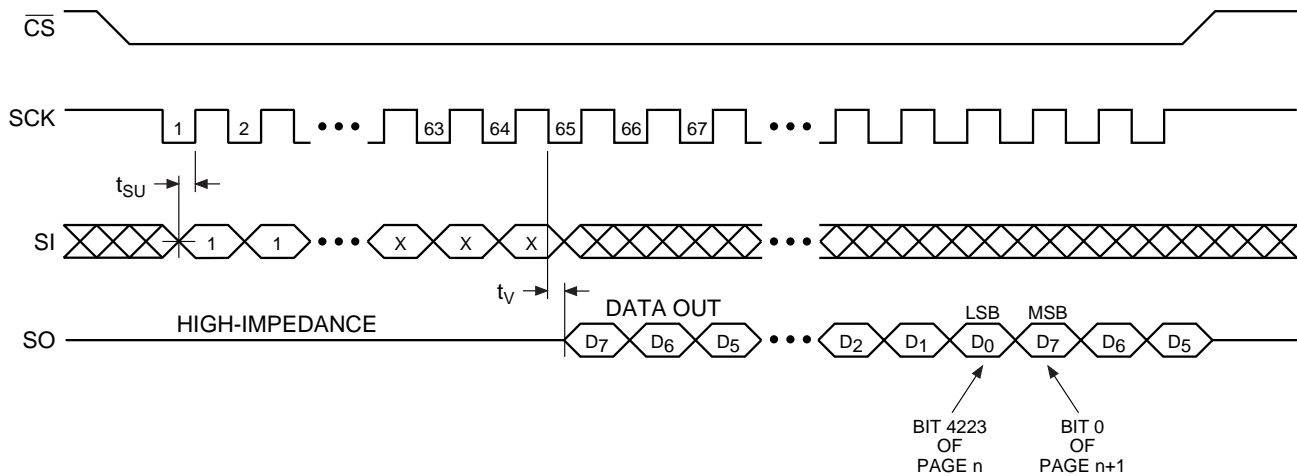 CS
SCK 1 2 ••• 63 64 65 66 67 •••
tSU
SI 1 1 ••• X X X •••
tV
HIGH-IMPEDANCE DATA OUT LSB MSB
SO D7 D6 D5 ••• D2 D1 D0 D7 D6 D5
BIT 4223
OF
PAGE n
BIT 0
OF
PAGE n+1